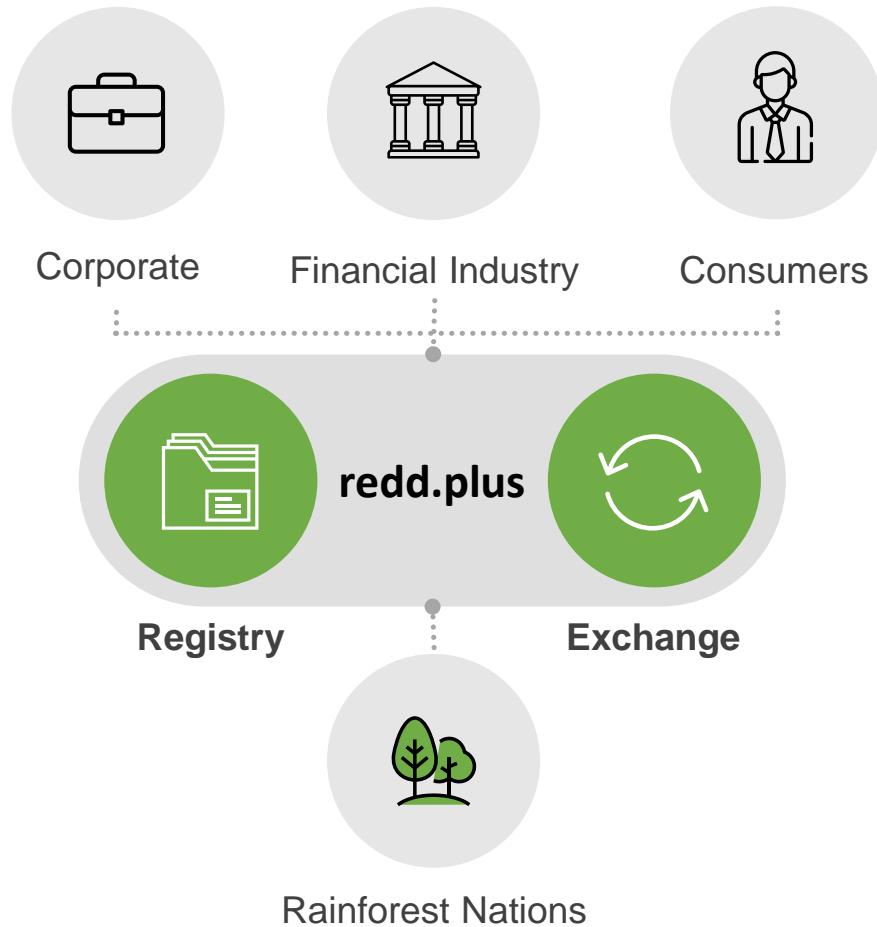 Corporate
Financial Industry
Consumers
redd.plus
Registry
Exchange
Rainforest Nations